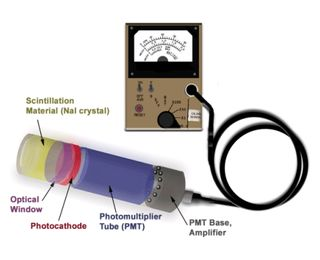 Scintillation
Material (NaI crystal)
Optical
Window
Photocathode
Photomultiplier
Tube (PMT)
PMT Base,
Amplifier